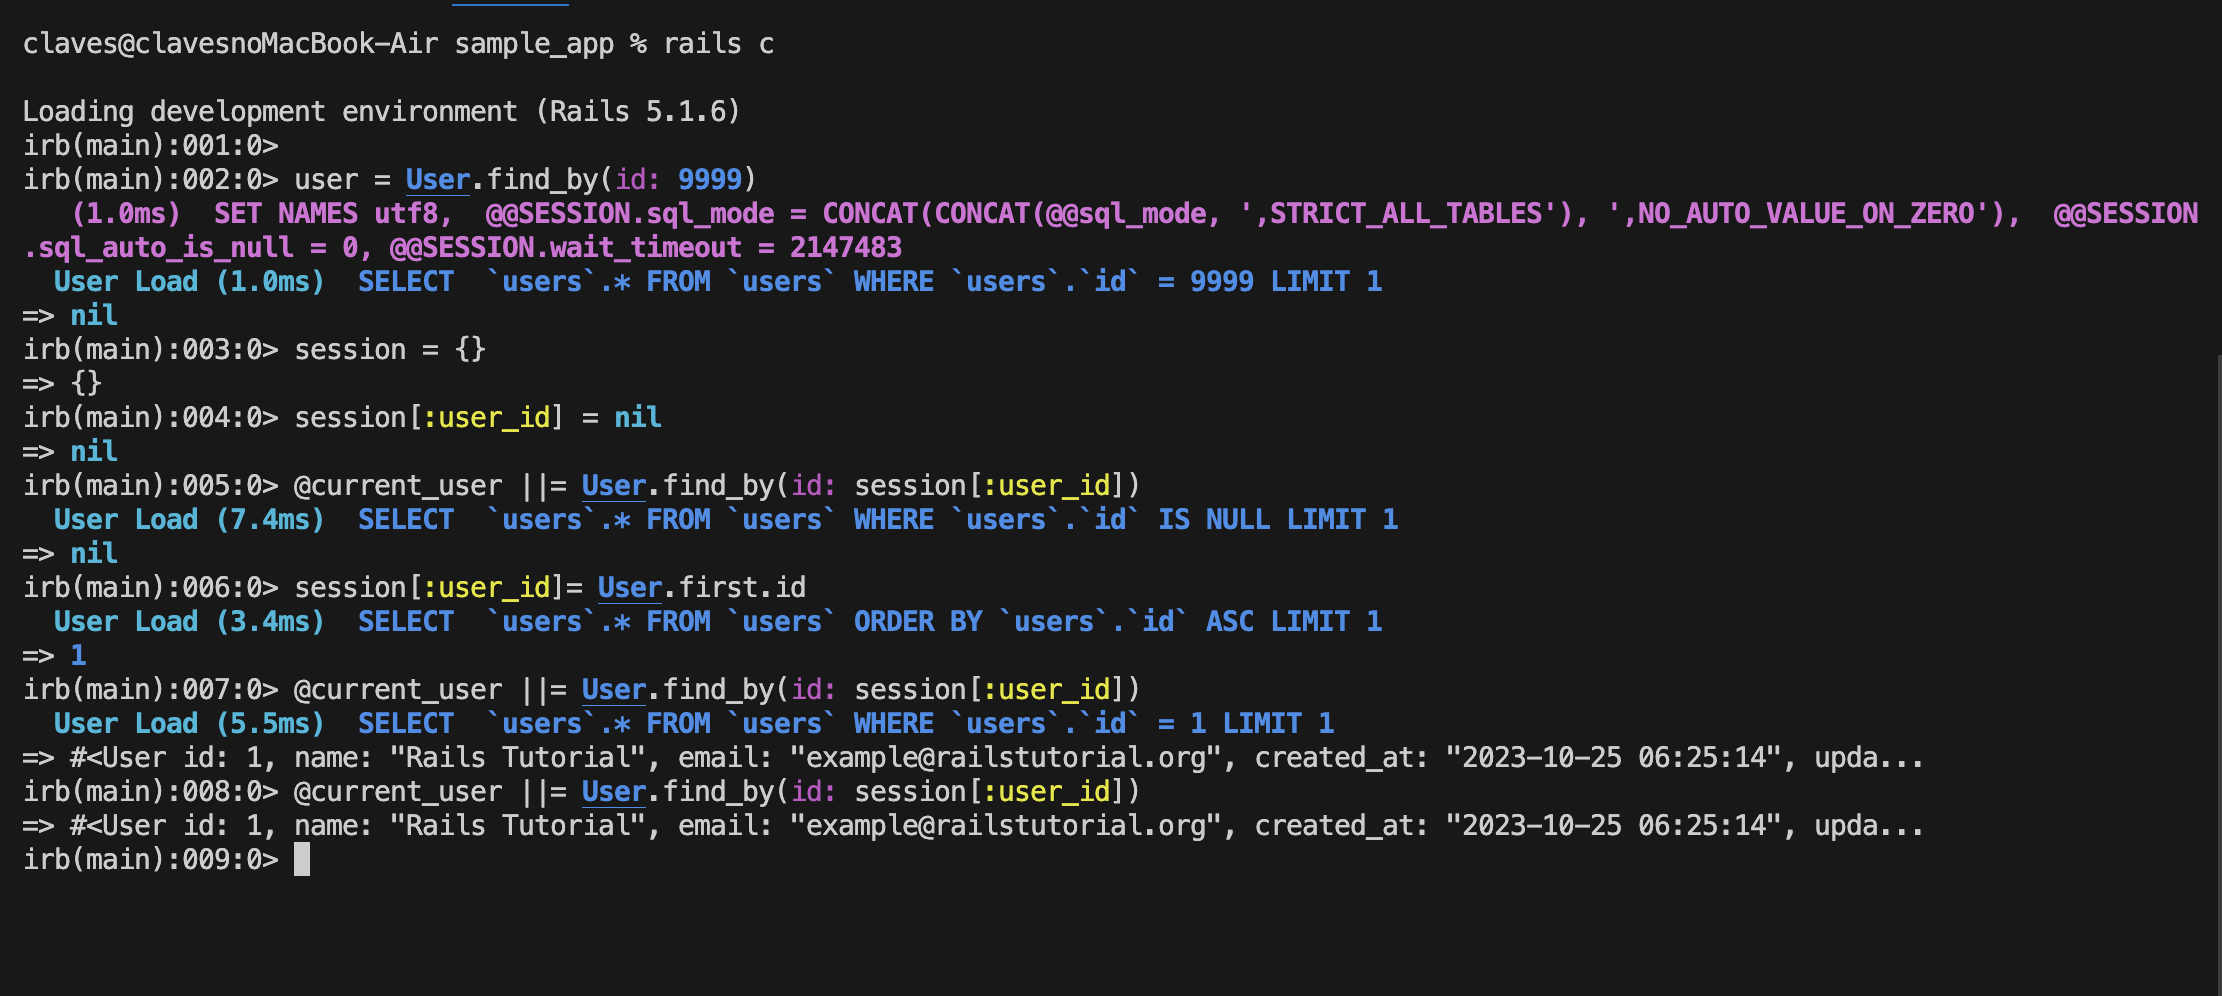 claves@clavesnoMacBook-Air sample_app % rails c
Loading development environment (Rails 5.1.6)
irb(main):001:0>
irb(main):002:0> user = User.find_by(id: 9999)
   (1.0ms)  SET NAMES utf8,  @@SESSION.sql_mode = CONCAT(CONCAT(@@sql_mode, ',STRICT_ALL_TABLES'), ',NO_AUTO_VALUE_ON_ZERO'),  @@SESSION
.sql_auto_is_null = 0, @@SESSION.wait_timeout = 2147483
  User Load (1.0ms)  SELECT  `users`.* FROM `users` WHERE `users`.`id` = 9999 LIMIT 1
=> nil
irb(main):003:0> session = {}
=> {}
irb(main):004:0> session[:user_id] = nil
=> nil
irb(main):005:0> @current_user ||= User.find_by(id: session[:user_id])
  User Load (7.4ms)  SELECT  `users`.* FROM `users` WHERE `users`.`id` IS NULL LIMIT 1
=> nil
irb(main):006:0> session[:user_id]= User.first.id
  User Load (3.4ms)  SELECT  `users`.* FROM `users` ORDER BY `users`.`id` ASC LIMIT 1
=> 1
irb(main):007:0> @current_user ||= User.find_by(id: session[:user_id])
  User Load (5.5ms)  SELECT  `users`.* FROM `users` WHERE `users`.`id` = 1 LIMIT 1
=> #<User id: 1, name: "Rails Tutorial", email: "example@railstutorial.org", created_at: "2023-10-25 06:25:14", upda...
irb(main):008:0> @current_user ||= User.find_by(id: session[:user_id])
=> #<User id: 1, name: "Rails Tutorial", email: "example@railstutorial.org", created_at: "2023-10-25 06:25:14", upda...
irb(main):009:0>